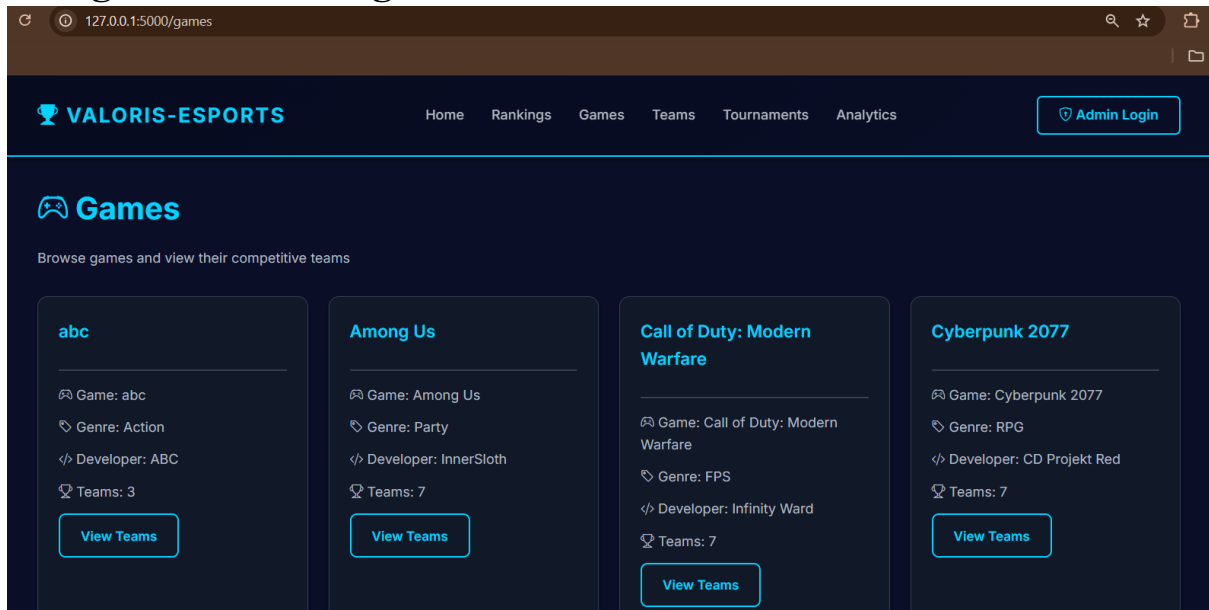 127.0.0.1:5000/games
VALORIS-ESPORTS
Home Rankings Games Teams Tournaments Analytics
Admin Login
Games
Browse games and view their competitive teams
abc
Game: abc
Genre: Action
Developer: ABC
Teams: 3
View Teams
Among Us
Game: Among Us
Genre: Party
Developer: InnerSloth
Teams: 7
View Teams
Call of Duty: Modern
Warfare
Game: Call of Duty: Modern
Warfare
Genre: FPS
Developer: Infinity Ward
Teams: 7
View Teams
Cyberpunk 2077
Game: Cyberpunk 2077
Genre: RPG
Developer: CD Projekt Red
Teams: 7
View Teams